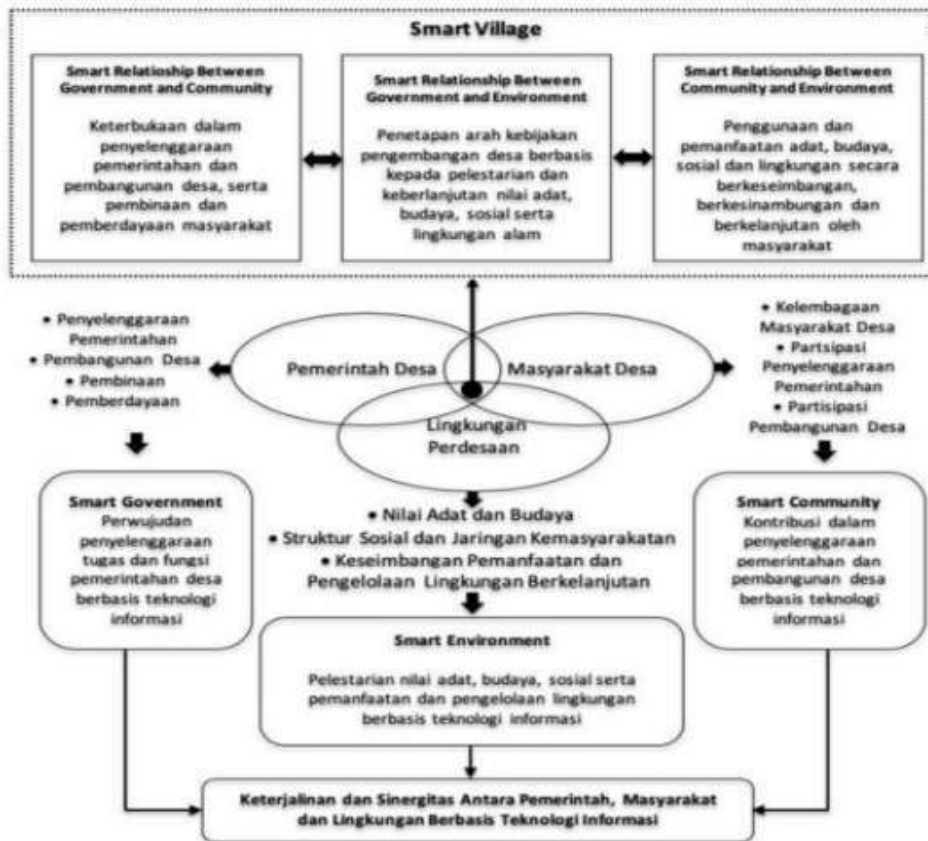 Smart Village
Smart Relatioship Between
Government and Community
Keterbukaan dalam
penyelenggaraan
pemerintahan dan
pembangunan desa, serta
pembinaan dan
pemberdayaan masyarakat
Smart Relationship Between
Government and Environment
Penetapan arah kebijakan
pengembangan desa berbasis
kepada pelestarian dan
keberlanjutan nilai adat,
budaya, sosial serta
lingkungan alam
Smart Relationship Between
Community and Environment
Penggunaan dan
pemanfaatan adat, budaya,
sosial dan lingkungan secara
berkeseimbangan,
berkesinambungan dan
berkelanjutan oleh
masyarakat
• Penyelenggaraan
Pemerintahan
• Pembangunan Desa
• Pembinaan
• Pemberdayaan
Pemerintah Desa
Masyarakat Desa
Lingkungan
Perdesaan
• Kelembagaan
Masyarakat Desa
• Partsipasi
Penyelenggaraan
Pemerintahan
• Partisipasi
Pembangunan Desa
Smart Government
Perwujudan
penyelenggaraan
tugas dan fungsi
pemerintahan desa
berbasis teknologi
informasi
• Nilai Adat dan Budaya
• Struktur Sosial dan Jaringan Kemasyarakatan
• Keseimbangan Pemanfaatan dan
Pengelolaan Lingkungan Berkelanjutan
Smart Community
Kontribusi dalam
penyelenggaraan
pemerintahan dan
pembangunan desa
berbasis teknologi
informasi
Smart Environment
Pelestarian nilai adat, budaya, sosial serta
pemanfaatan dan pengelolaan lingkungan
berbasis teknologi informasi
Keterjalinan dan Sinergitas Antara Pemerintah, Masyarakat
dan Lingkungan Berbasis Teknologi Informasi